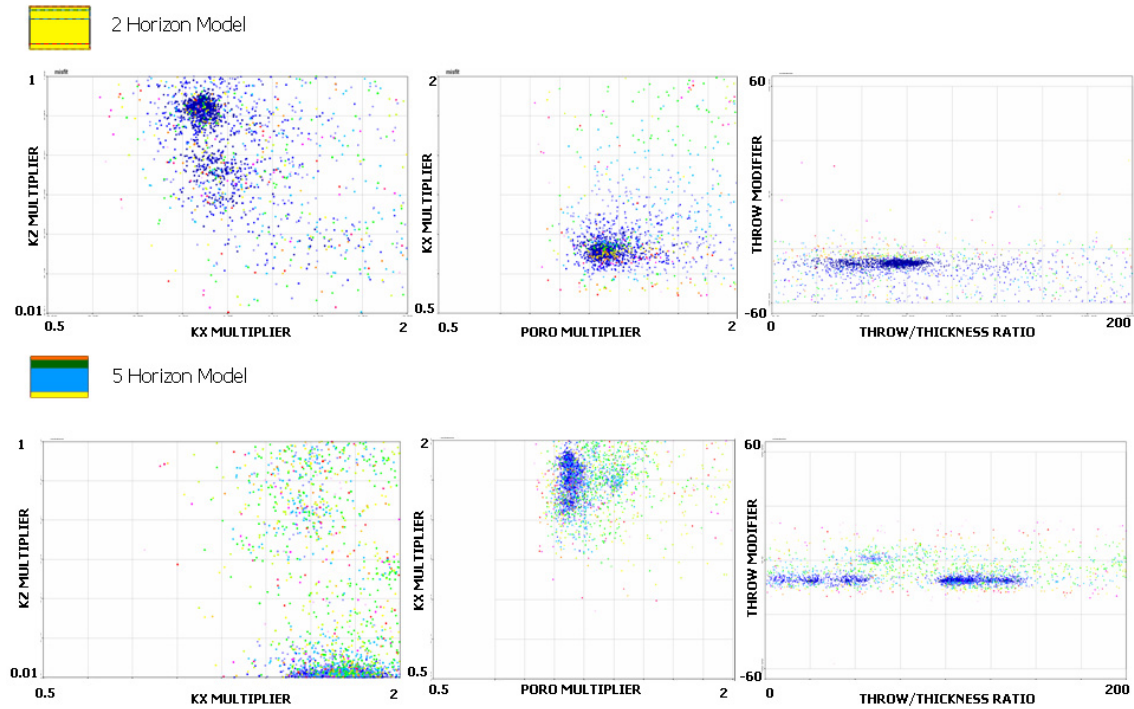 2 Horizon Model
misfit
1
KZ MULTIPLIER
0.01
0.5
KX MULTIPLIER
2
2
KX MULTIPLIER
0.5
0.5
PORO MULTIPLIER
2
60
THROW MODIFIER
-60
0
THROW/THICKNESS RATIO
200
5 Horizon Model
1
KZ MULTIPLIER
0.01
0.5
KX MULTIPLIER
2
2
KX MULTIPLIER
0.5
0.5
PORO MULTIPLIER
2
60
THROW MODIFIER
-60
0
THROW/THICKNESS RATIO
200